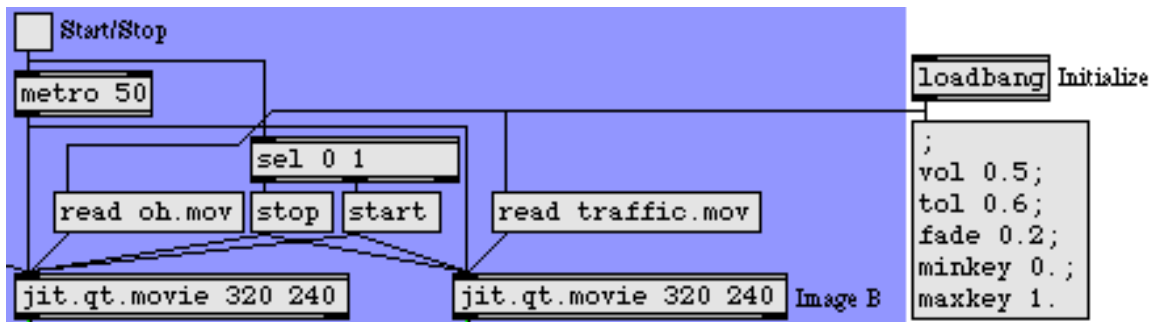 Start/Stop
metro 50
loadbang Initialize
;
vol 0.5;
tol 0.6;
fade 0.2;
minkey 0.;
maxkey 1.
sel 0 1
read oh.mov stop start read traffic.mov
jit.qt.movie 320 240 jit.qt.movie 320 240 Image B